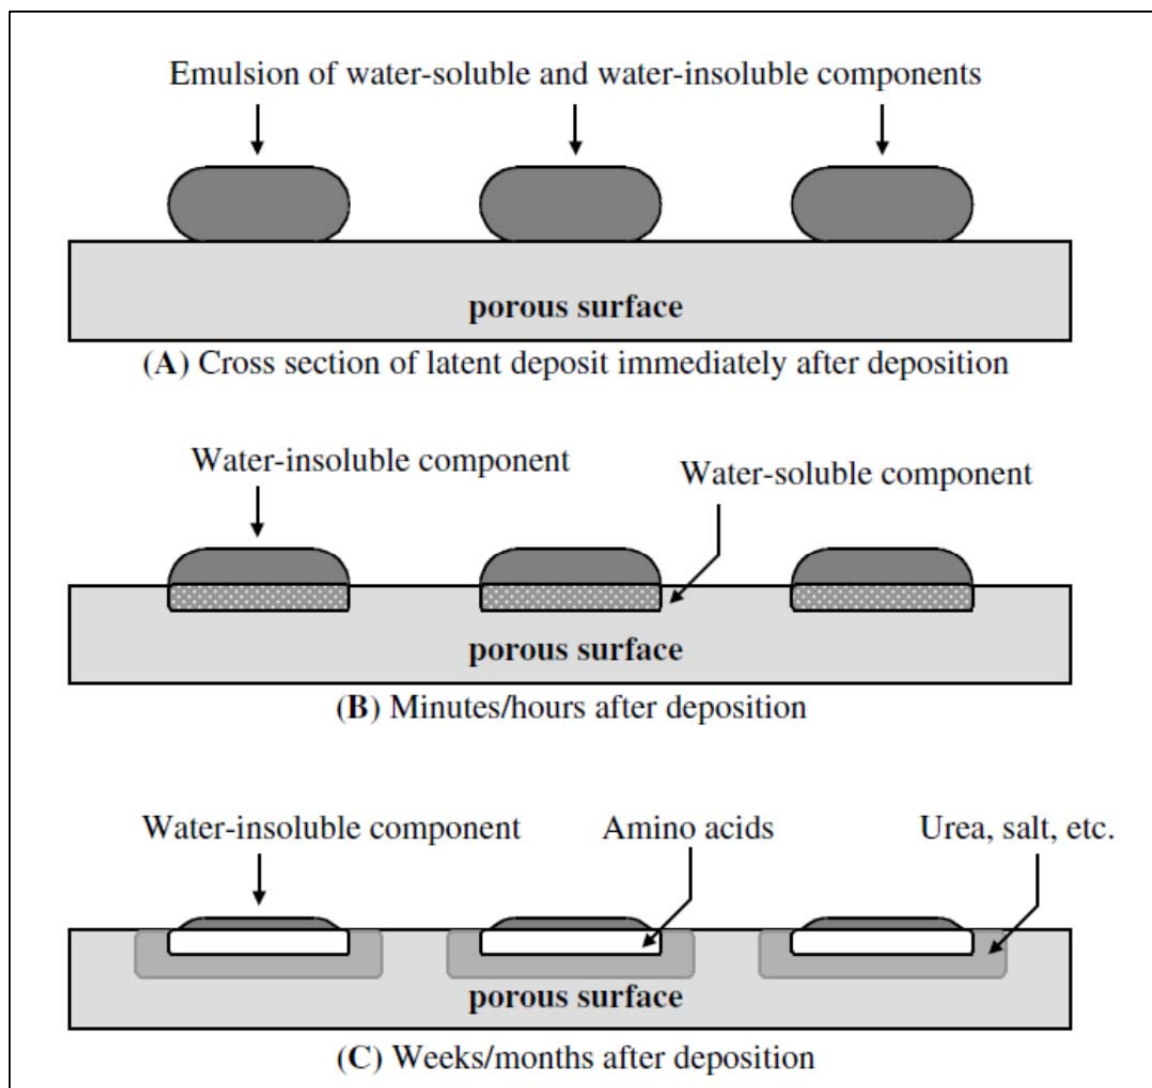 Emulsion of water-soluble and water-insoluble components
porous surface
(A) Cross section of latent deposit immediately after deposition
Water-insoluble component
Water-soluble component
porous surface
(B) Minutes/hours after deposition
Water-insoluble component Amino acids Urea, salt, etc.
porous surface
(C) Weeks/months after deposition